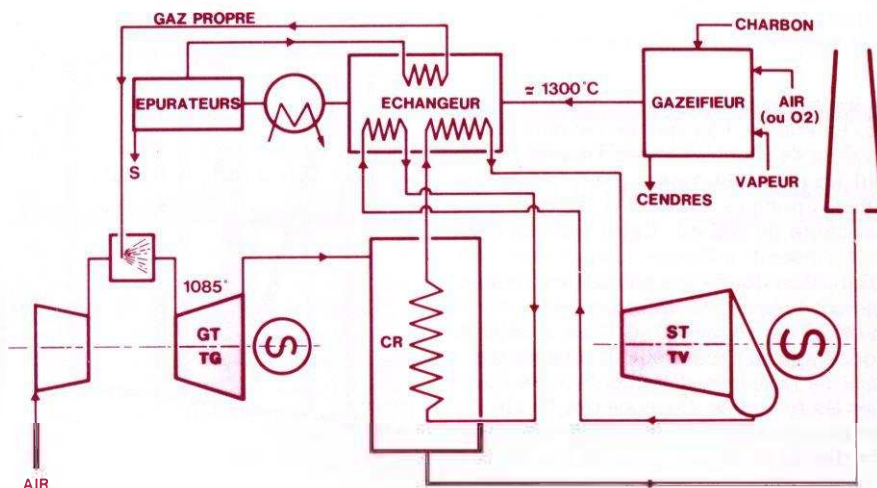 GAZ PROPRE
CHARBON
EPURATEURS
ECHANGEUR
≃ 1300°C
GAZEIFIEUR
AIR
(ou O2)
S
CENDRES
VAPEUR
1085°
GT
TG
S
CR
ST
TV
S
AIR